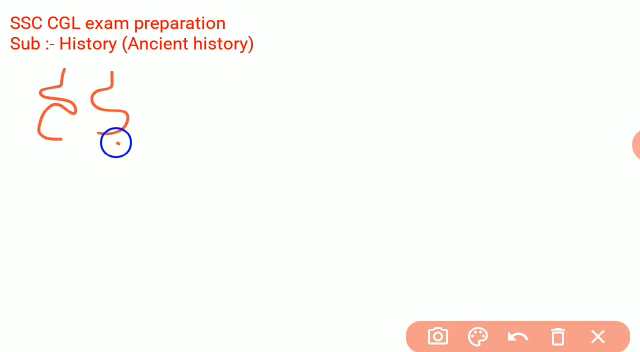 SSC CGL exam preparation
Sub :- History (Ancient history)